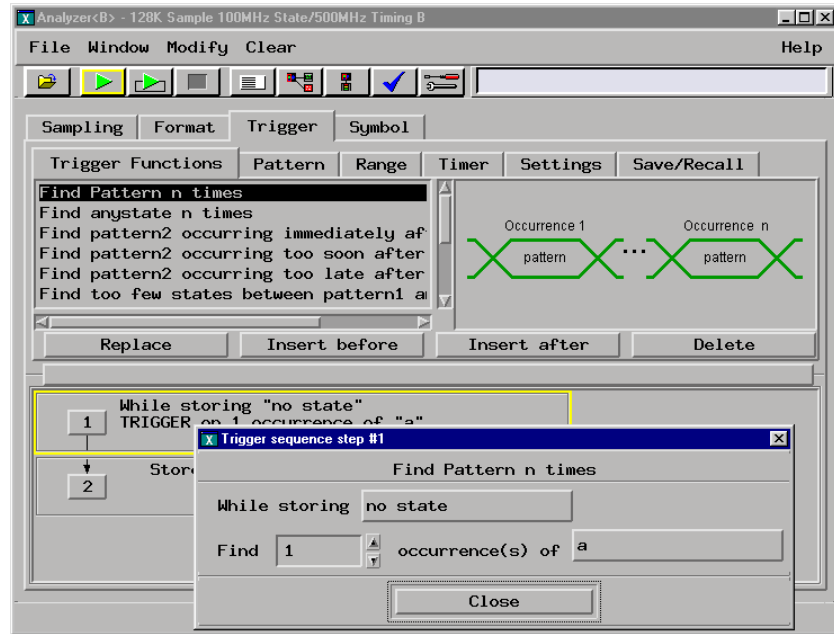 Analyzer<B> - 128K Sample 100MHz State/500MHz Timing B
File Window Modify Clear Help
Sampling Format Trigger Symbol
Trigger Functions Pattern Range Timer Settings Save/Recall
Find Pattern n times
Find anystate n times
Find pattern2 occurring immediately af
Find pattern2 occurring too soon after
Find pattern2 occurring too late after
Find too few states between pattern1 a
Occurrence 1 Occurrence n
pattern ... pattern
Replace Insert before Insert after Delete
While storing "no state"
1 TRIGGER on 1 occurrence of "a"
2 Stor
Trigger sequence step #1
Find Pattern n times
While storing no state
Find 1 occurrence(s) of a
Close